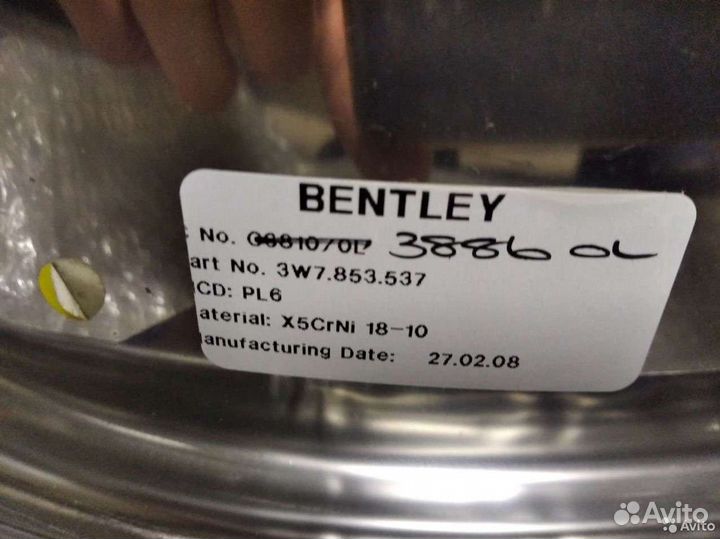 BENTLEY
No. 3886 OL
art No. 3W7.853.537
CD: PL6
aterial: X5CrNi 18-10
anufacturing Date: 27.02.08
Avito
Avito